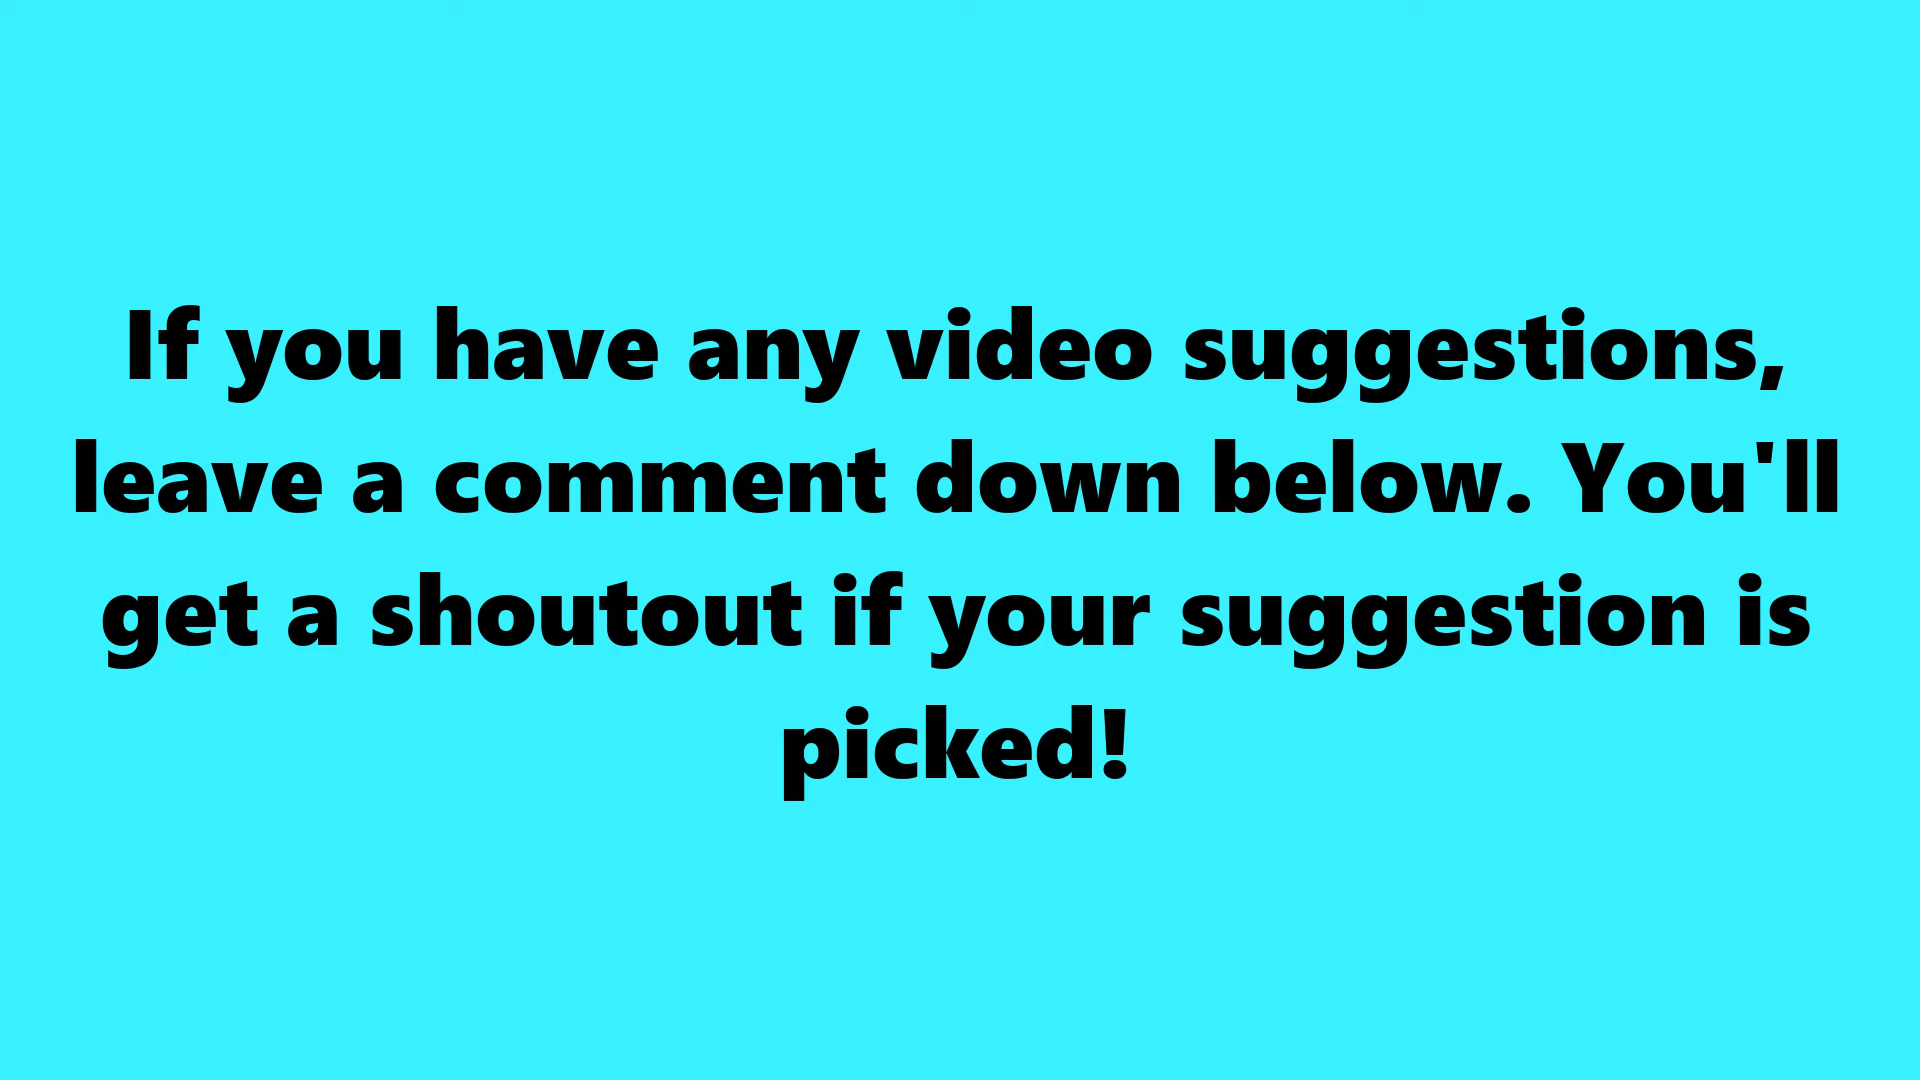 If you have any video suggestions,
leave a comment down below. You'll
get a shoutout if your suggestion is
picked!